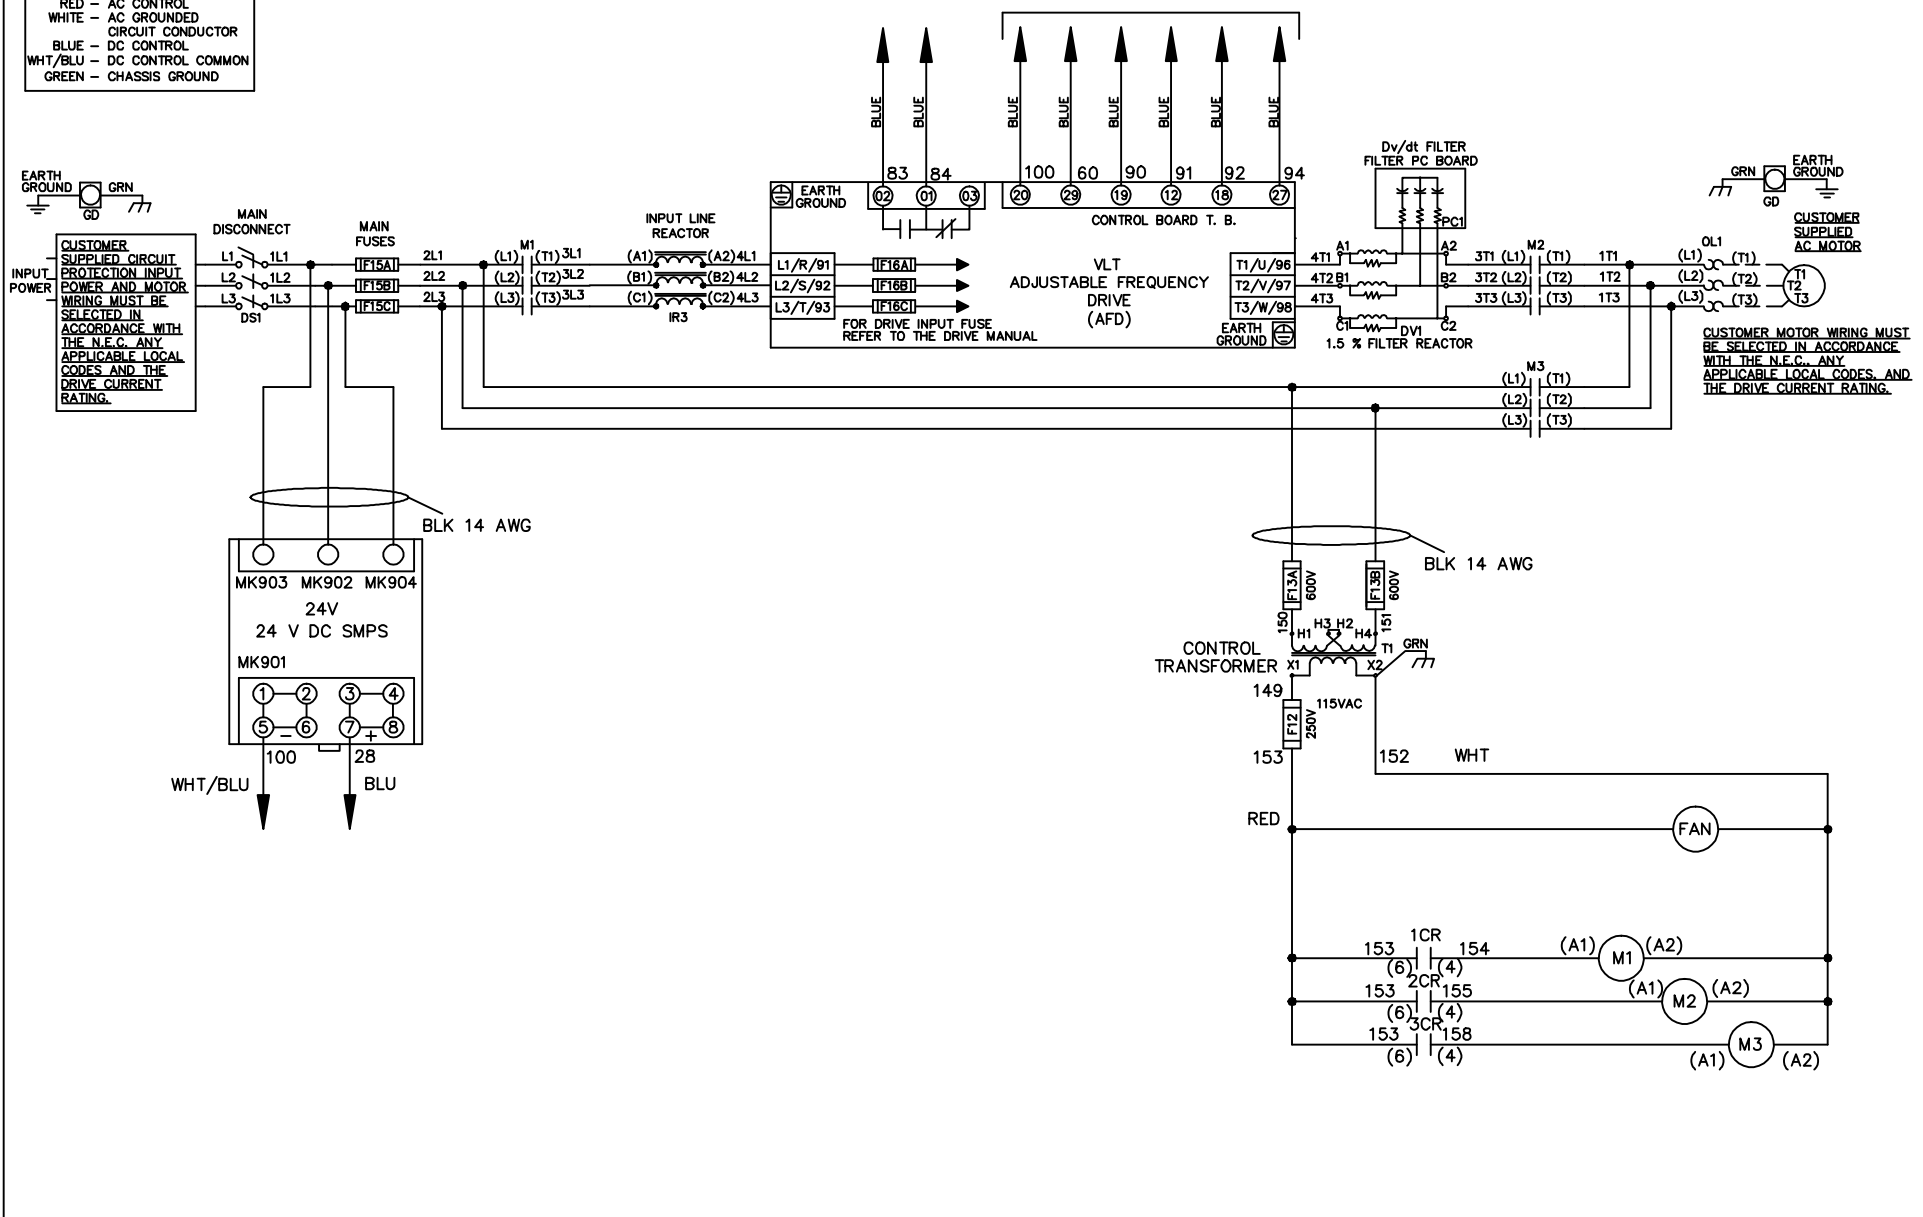 RED – AC CONTROL
WHITE – AC GROUNDED
CIRCUIT CONDUCTOR
BLUE – DC CONTROL
WHT/BLU – DC CONTROL COMMON
GREEN – CHASSIS GROUND
EARTH
GROUND
GRN
GD
CUSTOMER
SUPPLIED CIRCUIT
PROTECTION INPUT
POWER AND MOTOR
WIRING MUST BE
SELECTED IN
ACCORDANCE WITH
THE N.E.C. ANY
APPLICABLE LOCAL
CODES AND THE
DRIVE CURRENT
RATING.
INPUT
POWER
MAIN
DISCONNECT
L1 1L1
L2 1L2
L3 1L3
DS1
MAIN
FUSES
F15A
F15B
F15C
2L1
2L2
2L3
M1
(L1) (T1) 3L1
(L2) (T2) 3L2
(L3) (T3) 3L3
INPUT LINE
REACTOR
(A1) (A2) 4L1
(B1) (B2) 4L2
(C1) (C2) 4L3
IR3
BLUE BLUE BLUE BLUE BLUE BLUE BLUE BLUE
83 84 100 60 90 91 92 94
EARTH
GROUND
02 01 03 20 29 19 12 18 27
CONTROL BOARD T. B.
L1/R/91
L2/S/92
L3/T/93
F16A
F16B
F16C
FOR DRIVE INPUT FUSE
REFER TO THE DRIVE MANUAL
VLT
ADJUSTABLE FREQUENCY
DRIVE
(AFD)
T1/U/96
T2/V/97
T3/W/98
EARTH
GROUND
Dv/dt FILTER
FILTER PC BOARD
PC1
4T1 A1 A2
4T2 B1 B2
4T3 C1 C2
DV1
1.5 % FILTER REACTOR
3T1 (L1) M2 (T1) 1T1
3T2 (L2) (T2) 1T2
3T3 (L3) (T3) 1T3
OL1
(L1) (T1)
(L2) (T2)
(L3) (T3)
T1
T2
T3
GRN
GD
EARTH
GROUND
CUSTOMER
SUPPLIED
AC MOTOR
CUSTOMER MOTOR WIRING MUST
BE SELECTED IN ACCORDANCE
WITH THE N.E.C., ANY
APPLICABLE LOCAL CODES, AND
THE DRIVE CURRENT RATING.
M3
(L1) (T1)
(L2) (T2)
(L3) (T3)
BLK 14 AWG
MK903 MK902 MK904
24V
24 V DC SMPS
MK901
1 2 3 4
5 – 6 7 + 8
100 28
WHT/BLU BLU
BLK 14 AWG
F13A 600V F13B 600V
150 151
H1 H3 H2 H4
T1
GRN
CONTROL
TRANSFORMER
X1 X2
149
115VAC
F12 250V
153
152 WHT
RED
FAN
1CR
153 154 (A1) M1 (A2)
(6) (4)
2CR
153 155 (A1) M2 (A2)
(6) (4)
3CR
153 158 M3
(6) (4) (A1) (A2)